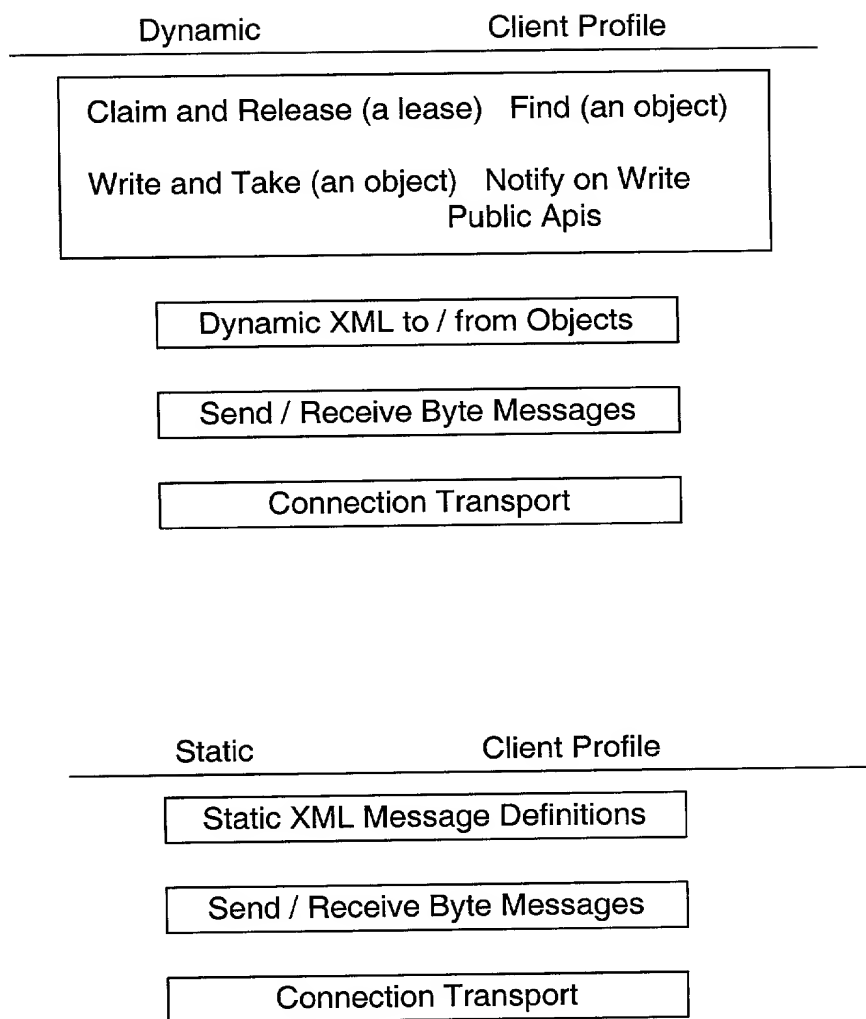 Dynamic Client Profile
Claim and Release (a lease) Find (an object)
Write and Take (an object) Notify on Write
Public Apis
Dynamic XML to / from Objects
Send / Receive Byte Messages
Connection Transport
Static Client Profile
Static XML Message Definitions
Send / Receive Byte Messages
Connection Transport